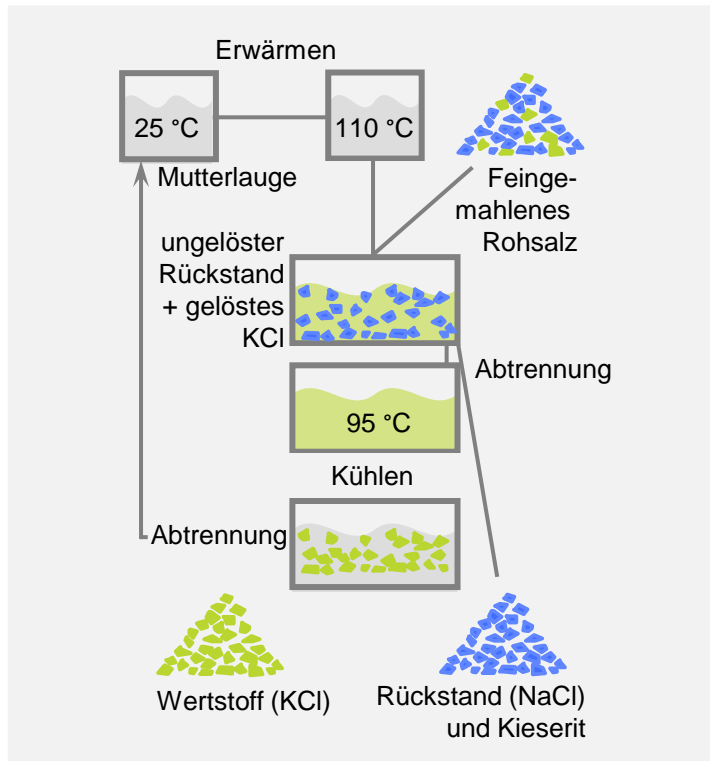 Erwärmen
25 °C
110 °C
Mutterlauge
Feinge-
mahlenes
Rohsalz
ungelöster
Rückstand
+ gelöstes
KCl
Abtrennung
95 °C
Kühlen
Abtrennung
Wertstoff (KCl)
Rückstand (NaCl)
und Kieserit